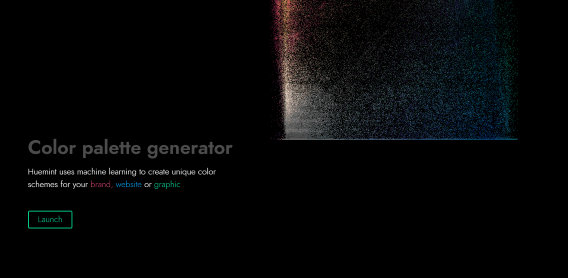 Color palette generator
Huemint uses machine learning to create unique color
schemes for your brand, website or graphic
Launch